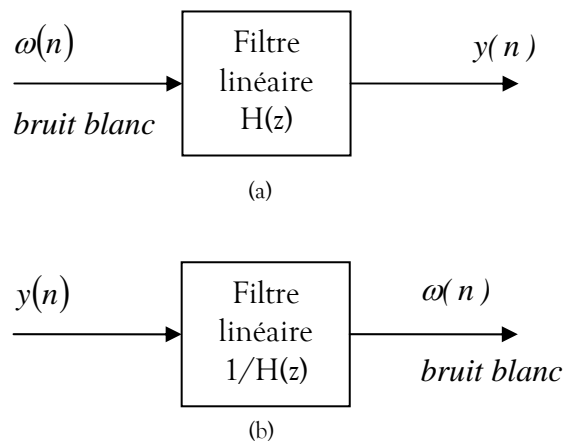 ω(n)
bruit blanc
Filtre
linéaire
H(z)
y( n )
(a)
y(n)
Filtre
linéaire
1/H(z)
ω( n )
bruit blanc
(b)